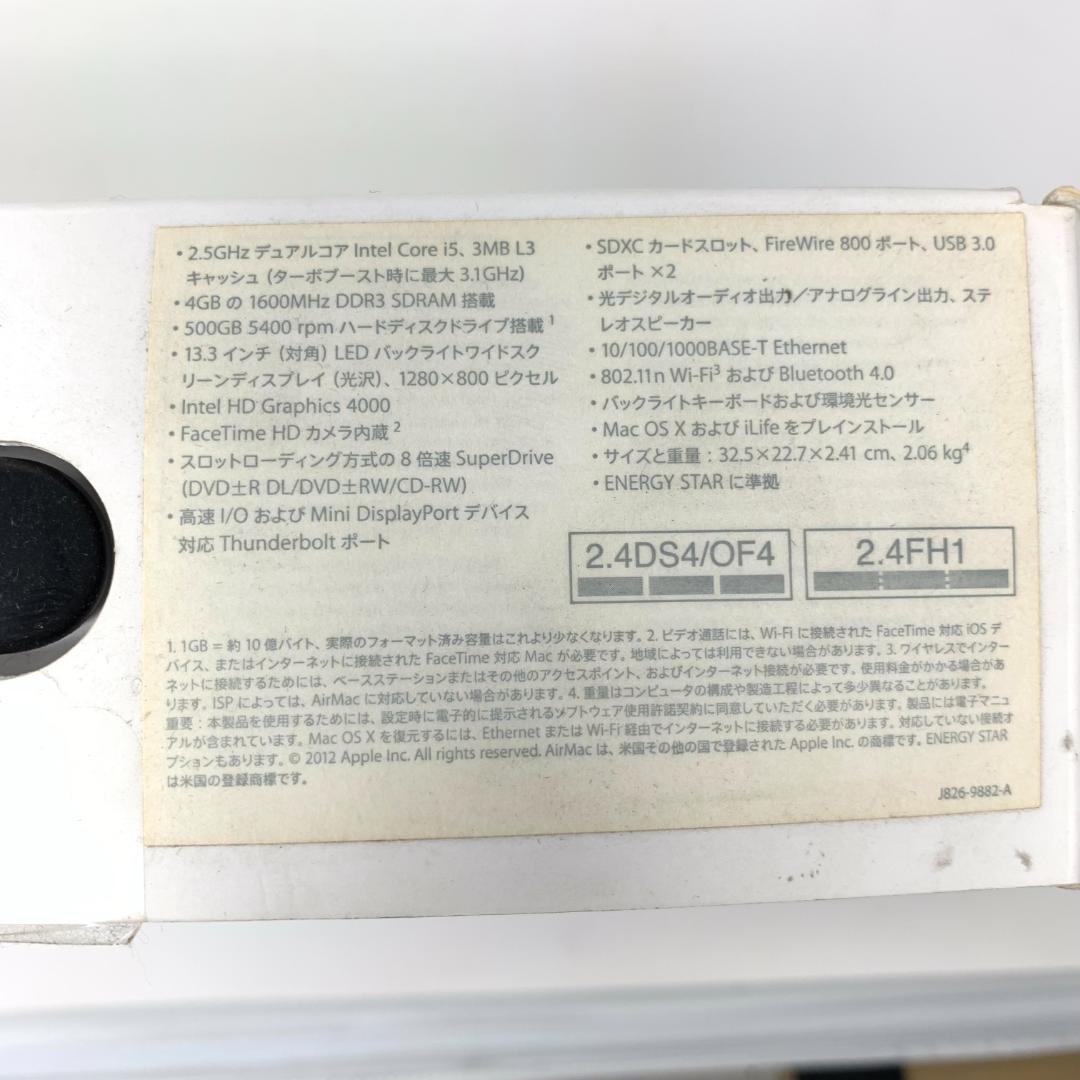 ・2.5GHz デュアルコア Intel Core i5、3MB L3
キャッシュ (ターボブースト時に最大 3.1GHz)
・4GB の 1600MHz DDR3 SDRAM 搭載
・500GB 5400 rpm ハードディスクドライブ搭載1
・13.3 インチ (対角) LED バックライトワイドスク
リーンディスプレイ (光沢)、1280×800 ピクセル
・Intel HD Graphics 4000
・FaceTime HD カメラ内蔵2
・スロットローディング方式の 8 倍速 SuperDrive
(DVD±R DL/DVD±RW/CD-RW)
・高速 I/O および Mini DisplayPort デバイス
対応 Thunderbolt ポート
・SDXC カードスロット、FireWire 800 ポート、USB 3.0
ポート ×2
・光デジタルオーディオ出力／アナログライン出力、ステ
レオスピーカー
・10/100/1000BASE-T Ethernet
・802.11n Wi-Fi3 および Bluetooth 4.0
・バックライトキーボードおよび環境光センサー
・Mac OS X および iLife をプレインストール
・サイズと重量：32.5×22.7×2.41 cm、2.06 kg4
・ENERGY STAR に準拠
2.4DS4/OF4
2.4FH1
1. 1GB = 約 10 億バイト、実際のフォーマット済み容量はこれより少なくなります。2. ビデオ通話には、Wi-Fi に接続された FaceTime 対応 iOS デ
バイス、またはインターネットに接続された FaceTime 対応 Mac が必要です。地域によっては利用できない場合があります。3. ワイヤレスでインター
ネットに接続するためには、ベースステーションまたはその他のアクセスポイント、およびインターネット接続が必要です。使用料金がかかる場合があ
ります。ISP によっては、AirMac に対応していない場合があります。4. 重量はコンピュータの構成や製造工程によって多少異なることがあります。
重要：本製品を使用するためには、設定時に電子的に提示されるソフトウェア使用許諾契約に同意していただく必要があります。製品には電子マニュ
アルが含まれています。Mac OS X を復元するには、Ethernet または Wi-Fi 経由でインターネットに接続する必要があります。対応していない接続オ
プションもあります。© 2012 Apple Inc. All rights reserved. AirMac は、米国その他の国で登録された Apple Inc. の商標です。ENERGY STAR
は米国の登録商標です。
J826-9882-A